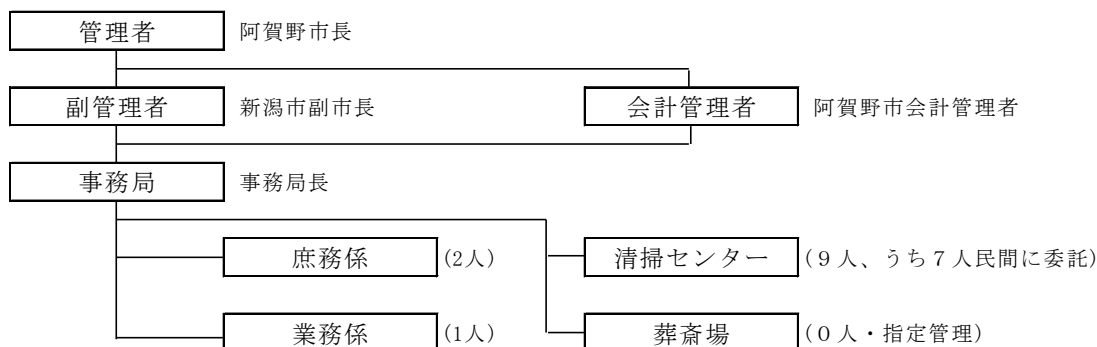 管理者 阿賀野市長
副管理者 新潟市副市長 会計管理者 阿賀野市会計管理者
事務局 事務局長
庶務係 (2人) 清掃センター (９人、うち７人民間に委託)
業務係 (1人) 葬斎場 (０人・指定管理)